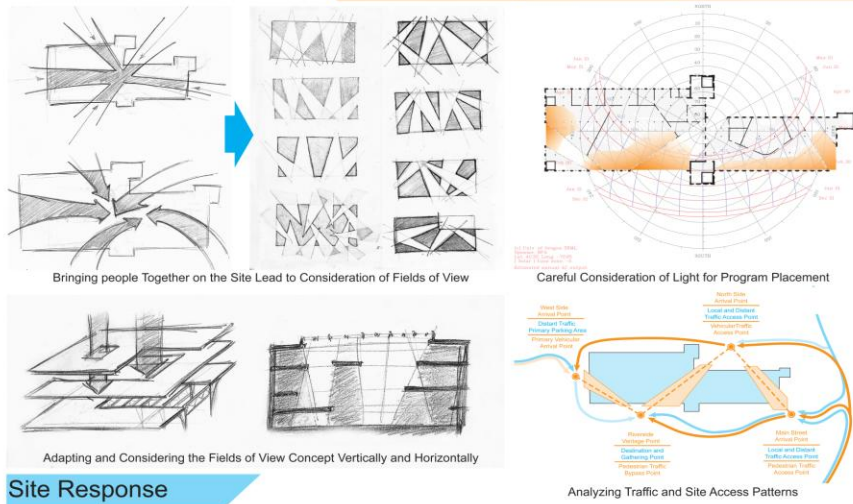 NORTH
Bringing people Together on the Site Lead to Consideration of Fields of View
SOUTH
Careful Consideration of Light for Program Placement
Adapting and Considering the Fields of View Concept Vertically and Horizontally
West Side
Arrival Point
Distant Traffic
Primary Parking Area
Primary Vehicular
Arrival Point
North Side
Arrival Point
Local and Distant
Traffic Access Point
Vehicular Traffic
Access Point
Riverside
Vantage Point
Destination and
Gathering Point
Pedestrian Traffic
Bypass Point
Main Street
Arrival Point
Local and Distant
Traffic Access Point
Pedestrian Traffic
Access Point
Analyzing Traffic and Site Access Patterns
Site Response